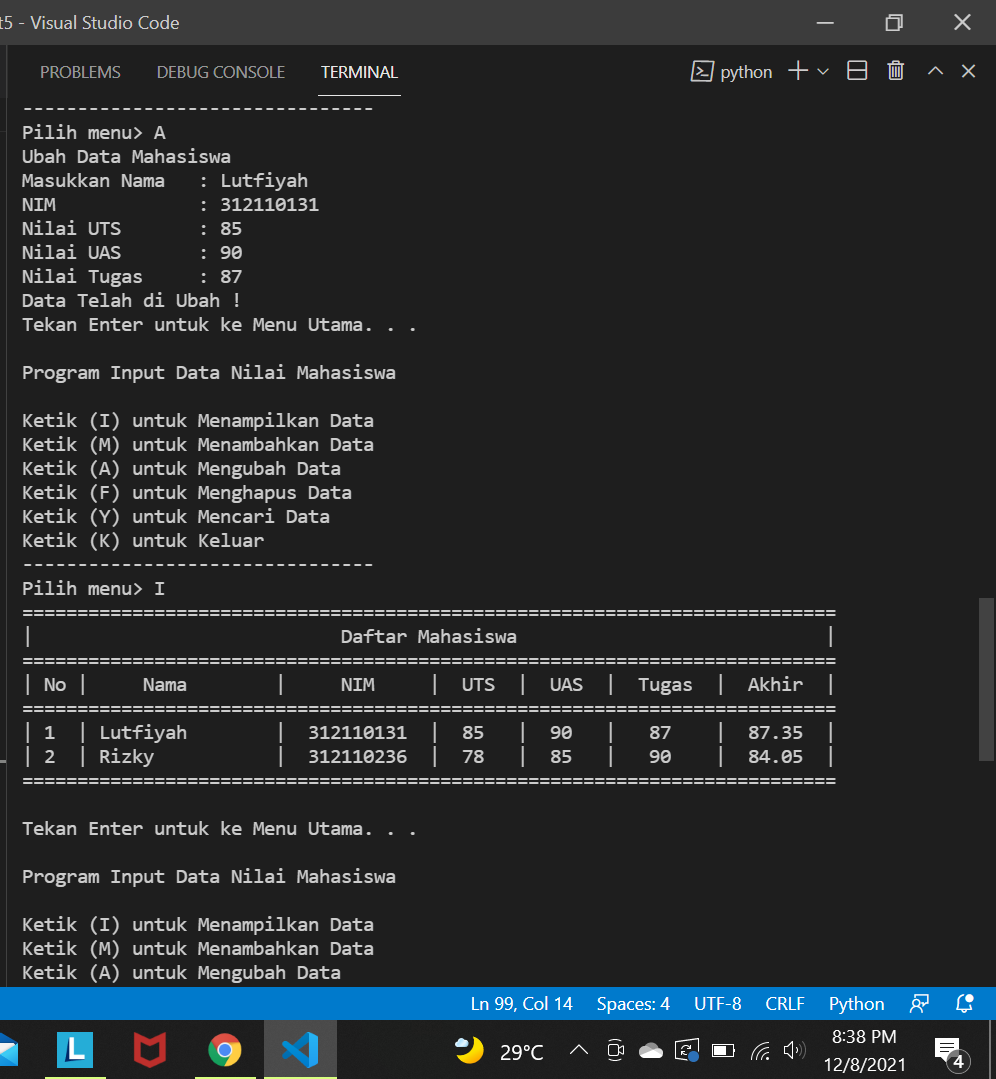 t5 - Visual Studio Code
PROBLEMS DEBUG CONSOLE TERMINAL python
--------------------------------
Pilih menu> A
Ubah Data Mahasiswa
Masukkan Nama   : Lutfiyah
NIM             : 312110131
Nilai UTS       : 85
Nilai UAS       : 90
Nilai Tugas     : 87
Data Telah di Ubah !
Tekan Enter untuk ke Menu Utama. . .
Program Input Data Nilai Mahasiswa
Ketik (I) untuk Menampilkan Data
Ketik (M) untuk Menambahkan Data
Ketik (A) untuk Mengubah Data
Ketik (F) untuk Menghapus Data
Ketik (Y) untuk Mencari Data
Ketik (K) untuk Keluar
--------------------------------
Pilih menu> I
==========================================================================
|                            Daftar Mahasiswa                            |
==========================================================================
| No |     Nama        |     NIM     |  UTS  |  UAS  |  Tugas  |  Akhir  |
==========================================================================
| 1  | Lutfiyah        |  312110131  |  85   |  90   |   87    |  87.35  |
| 2  | Rizky           |  312110236  |  78   |  85   |   90    |  84.05  |
==========================================================================
Tekan Enter untuk ke Menu Utama. . .
Program Input Data Nilai Mahasiswa
Ketik (I) untuk Menampilkan Data
Ketik (M) untuk Menambahkan Data
Ketik (A) untuk Mengubah Data
Ln 99, Col 14 Spaces: 4 UTF-8 CRLF Python
L 29°C 8:38 PM
12/8/2021 4